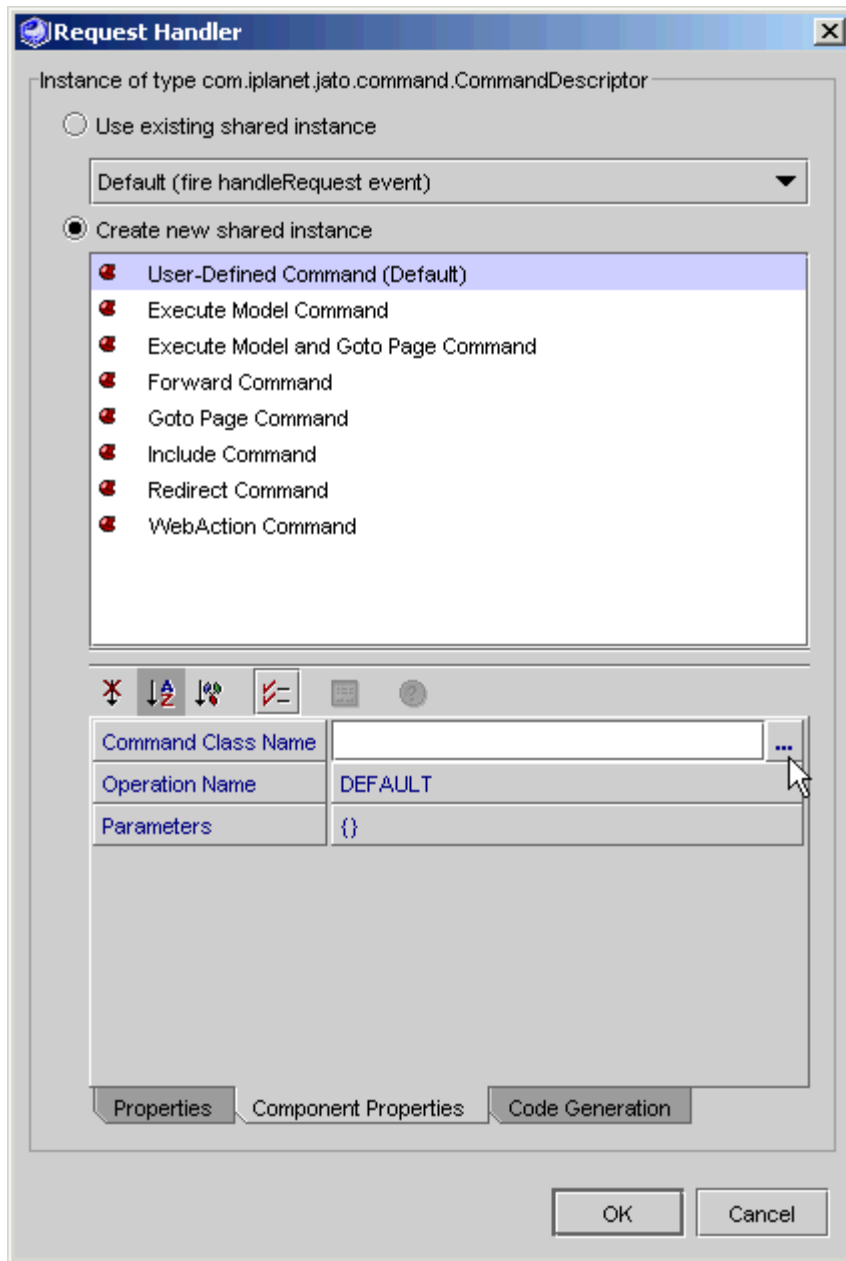 Request Handler
Instance of type com.iplanet.jato.command.CommandDescriptor
Use existing shared instance
Default (fire handleRequest event)
Create new shared instance
User-Defined Command (Default)
Execute Model Command
Execute Model and Goto Page Command
Forward Command
Goto Page Command
Include Command
Redirect Command
WebAction Command
Command Class Name ...
Operation Name DEFAULT
Parameters {}
Properties Component Properties Code Generation
OK Cancel